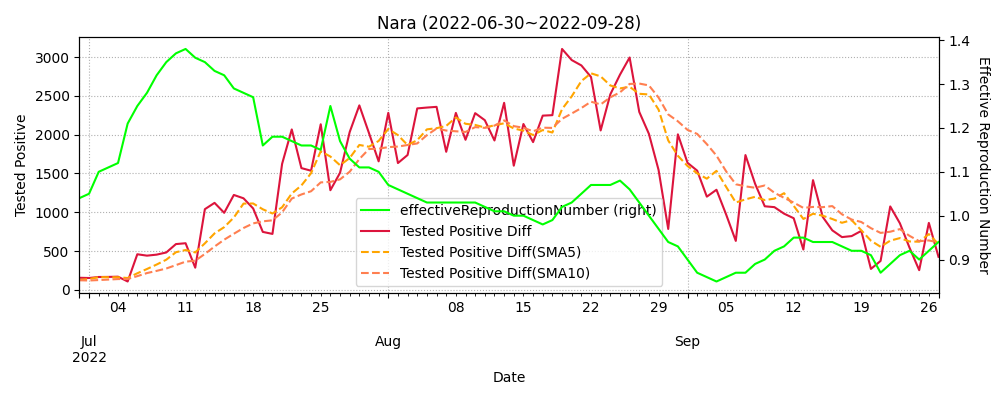 Nara (2022-06-30~2022-09-28)
3000
2500
2000
1500
1000
500
0
Tested Positive
1.4
1.3
1.2
1.1
1.0
0.9
Effective Reproduction Number
effectiveReproductionNumber (right)
Tested Positive Diff
Tested Positive Diff(SMA5)
Tested Positive Diff(SMA10)
04 11 18 25 08 15 22 29 05 12 19 26
Jul Aug Sep
2022
Date